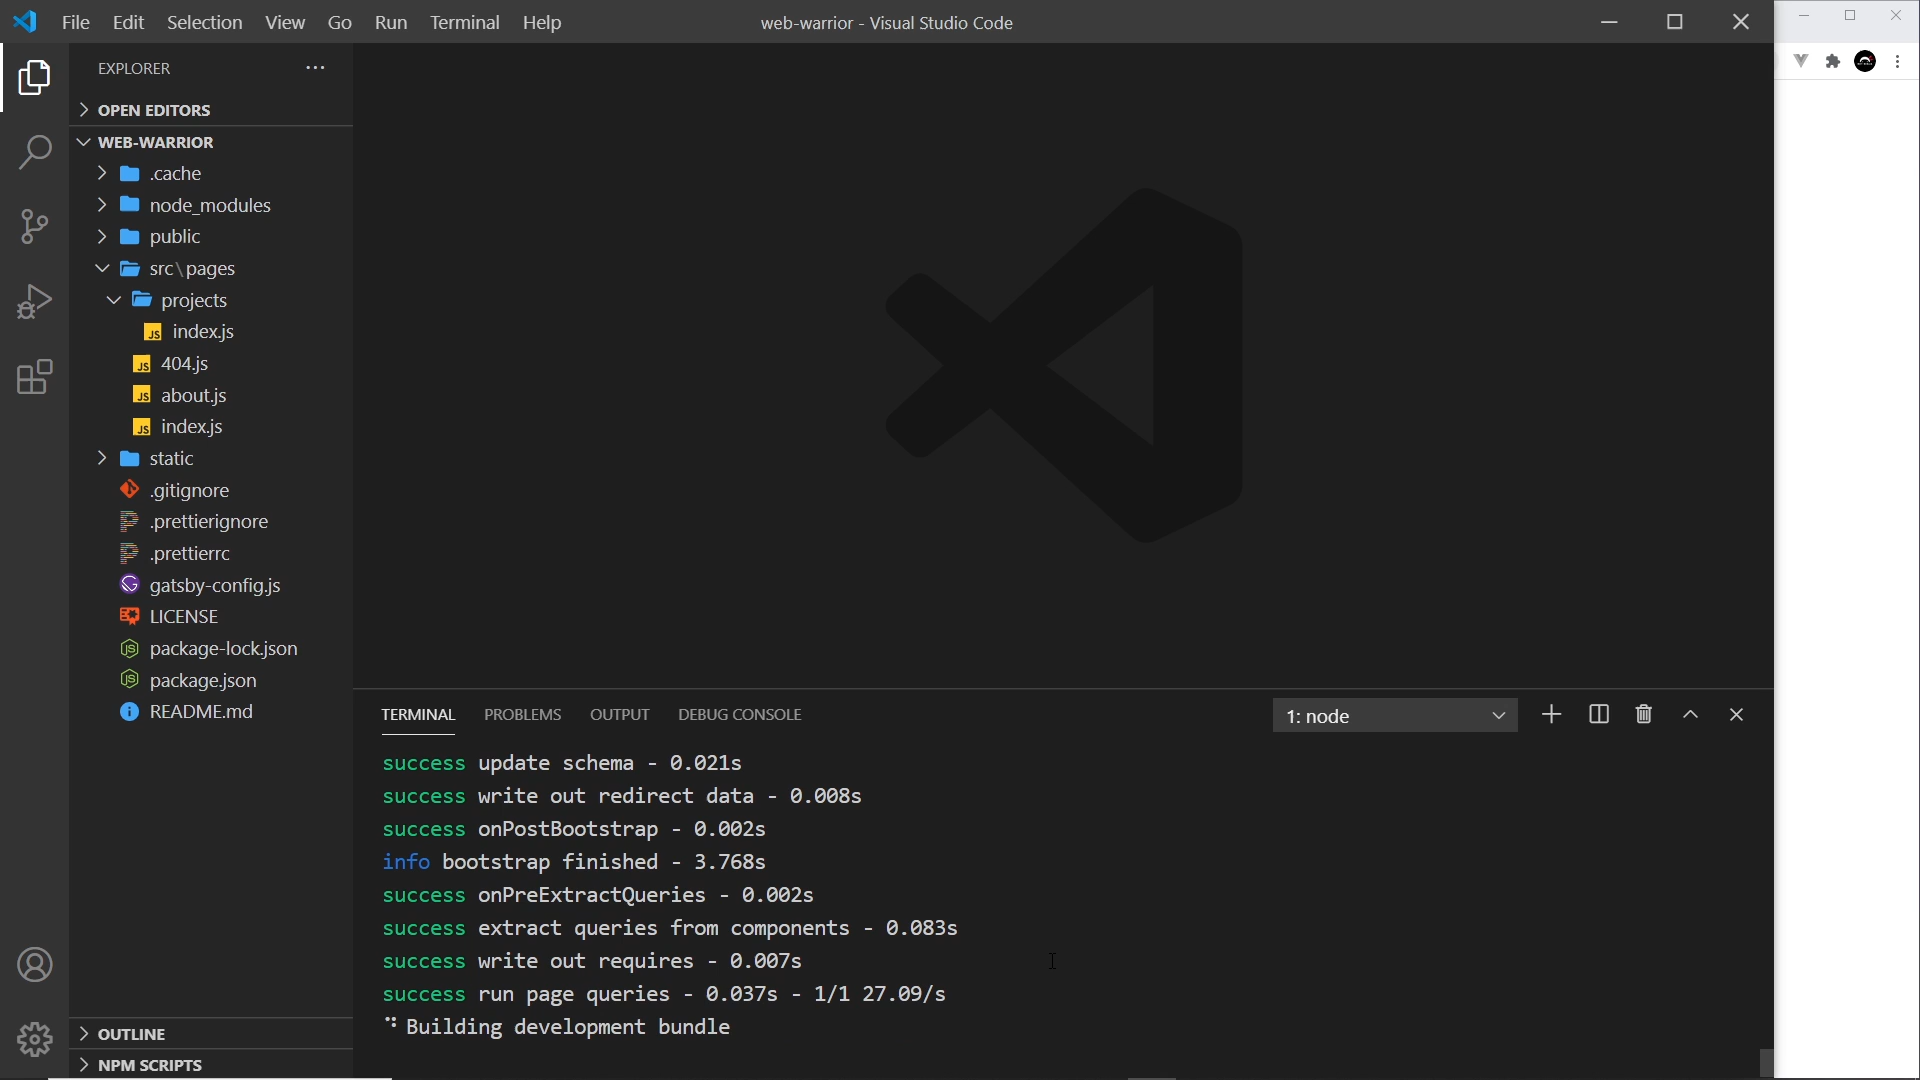 File Edit Selection View Go Run Terminal Help
web-warrior - Visual Studio Code
EXPLORER
OPEN EDITORS
WEB-WARRIOR
.cache
node_modules
public
src\pages
projects
JS index.js
JS 404.js
JS about.js
JS index.js
static
.gitignore
.prettierignore
.prettierrc
gatsby-config.js
LICENSE
package-lock.json
package.json
README.md
OUTLINE
NPM SCRIPTS
TERMINAL PROBLEMS OUTPUT DEBUG CONSOLE
1: node
success update schema - 0.021s
success write out redirect data - 0.008s
success onPostBootstrap - 0.002s
info bootstrap finished - 3.768s
success onPreExtractQueries - 0.002s
success extract queries from components - 0.083s
success write out requires - 0.007s
success run page queries - 0.037s - 1/1 27.09/s
⠙ Building development bundle